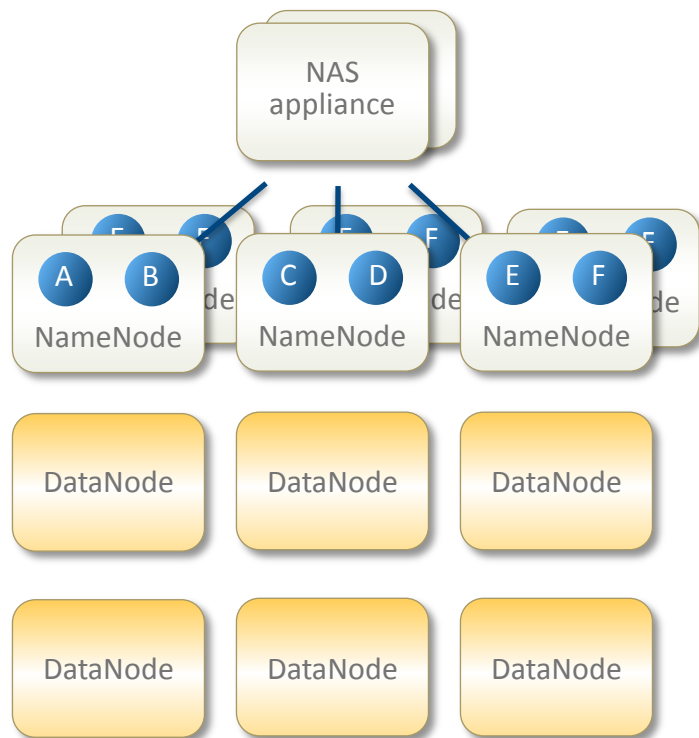 NAS
appliance
F
F
A B
C D
E F
NameNode
NameNode
NameNode
DataNode
DataNode
DataNode
DataNode
DataNode
DataNode